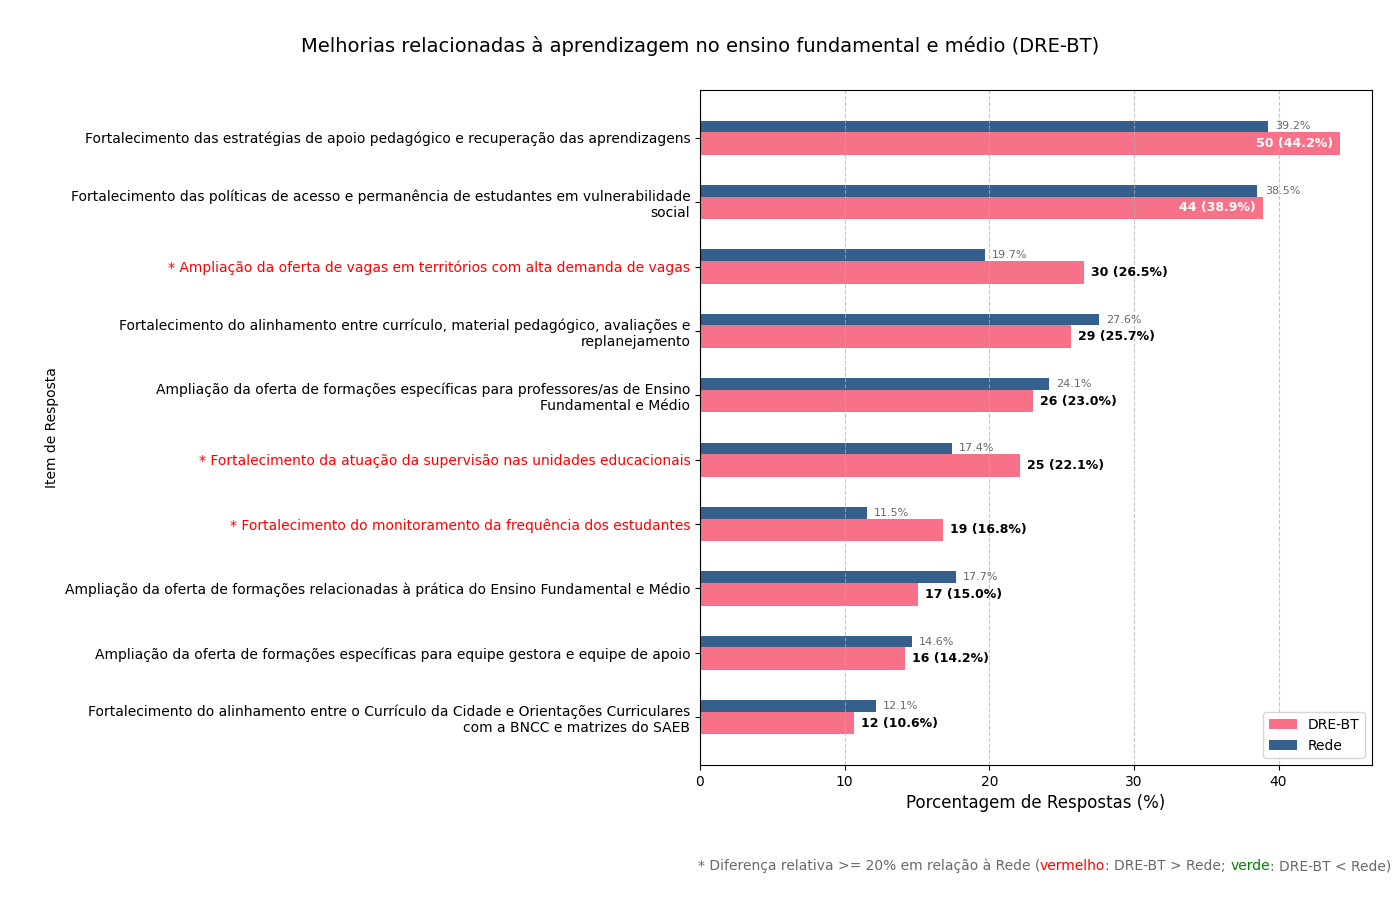 Melhorias relacionadas à aprendizagem no ensino fundamental e médio (DRE-BT)
Item de Resposta
Fortalecimento das estratégias de apoio pedagógico e recuperação das aprendizagens
39.2%
50 (44.2%)
Fortalecimento das políticas de acesso e permanência de estudantes em vulnerabilidade
social
38.5%
44 (38.9%)
* Ampliação da oferta de vagas em territórios com alta demanda de vagas
19.7%
30 (26.5%)
Fortalecimento do alinhamento entre currículo, material pedagógico, avaliações e
replanejamento
27.6%
29 (25.7%)
Ampliação da oferta de formações específicas para professores/as de Ensino
Fundamental e Médio
24.1%
26 (23.0%)
* Fortalecimento da atuação da supervisão nas unidades educacionais
17.4%
25 (22.1%)
* Fortalecimento do monitoramento da frequência dos estudantes
11.5%
19 (16.8%)
Ampliação da oferta de formações relacionadas à prática do Ensino Fundamental e Médio
17.7%
17 (15.0%)
Ampliação da oferta de formações específicas para equipe gestora e equipe de apoio
14.6%
16 (14.2%)
Fortalecimento do alinhamento entre o Currículo da Cidade e Orientações Curriculares
com a BNCC e matrizes do SAEB
12.1%
12 (10.6%)
DRE-BT
Rede
0 10 20 30 40
Porcentagem de Respostas (%)
* Diferença relativa >= 20% em relação à Rede (vermelho: DRE-BT > Rede; verde: DRE-BT < Rede)